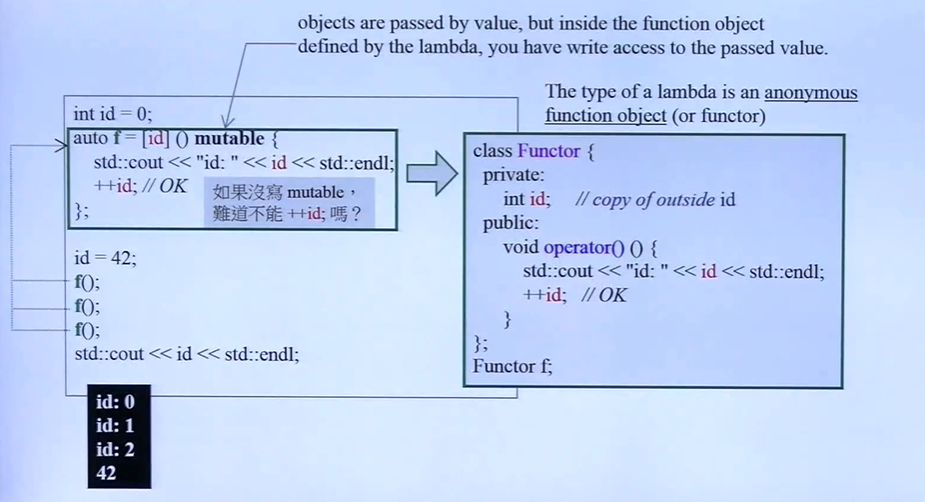 objects are passed by value, but inside the function object
defined by the lambda, you have write access to the passed value.
The type of a lambda is an anonymous
function object (or functor)
int id = 0;
auto f = [id] () mutable {
std::cout << "id: " << id << std::endl;
++id; // OK
如果沒寫 mutable，
難道不能 ++id; 嗎？
};
id = 42;
f();
f();
f();
std::cout << id << std::endl;
id: 0
id: 1
id: 2
42
class Functor {
private:
int id; // copy of outside id
public:
void operator() () {
std::cout << "id: " << id << std::endl;
++id; // OK
}
};
Functor f;